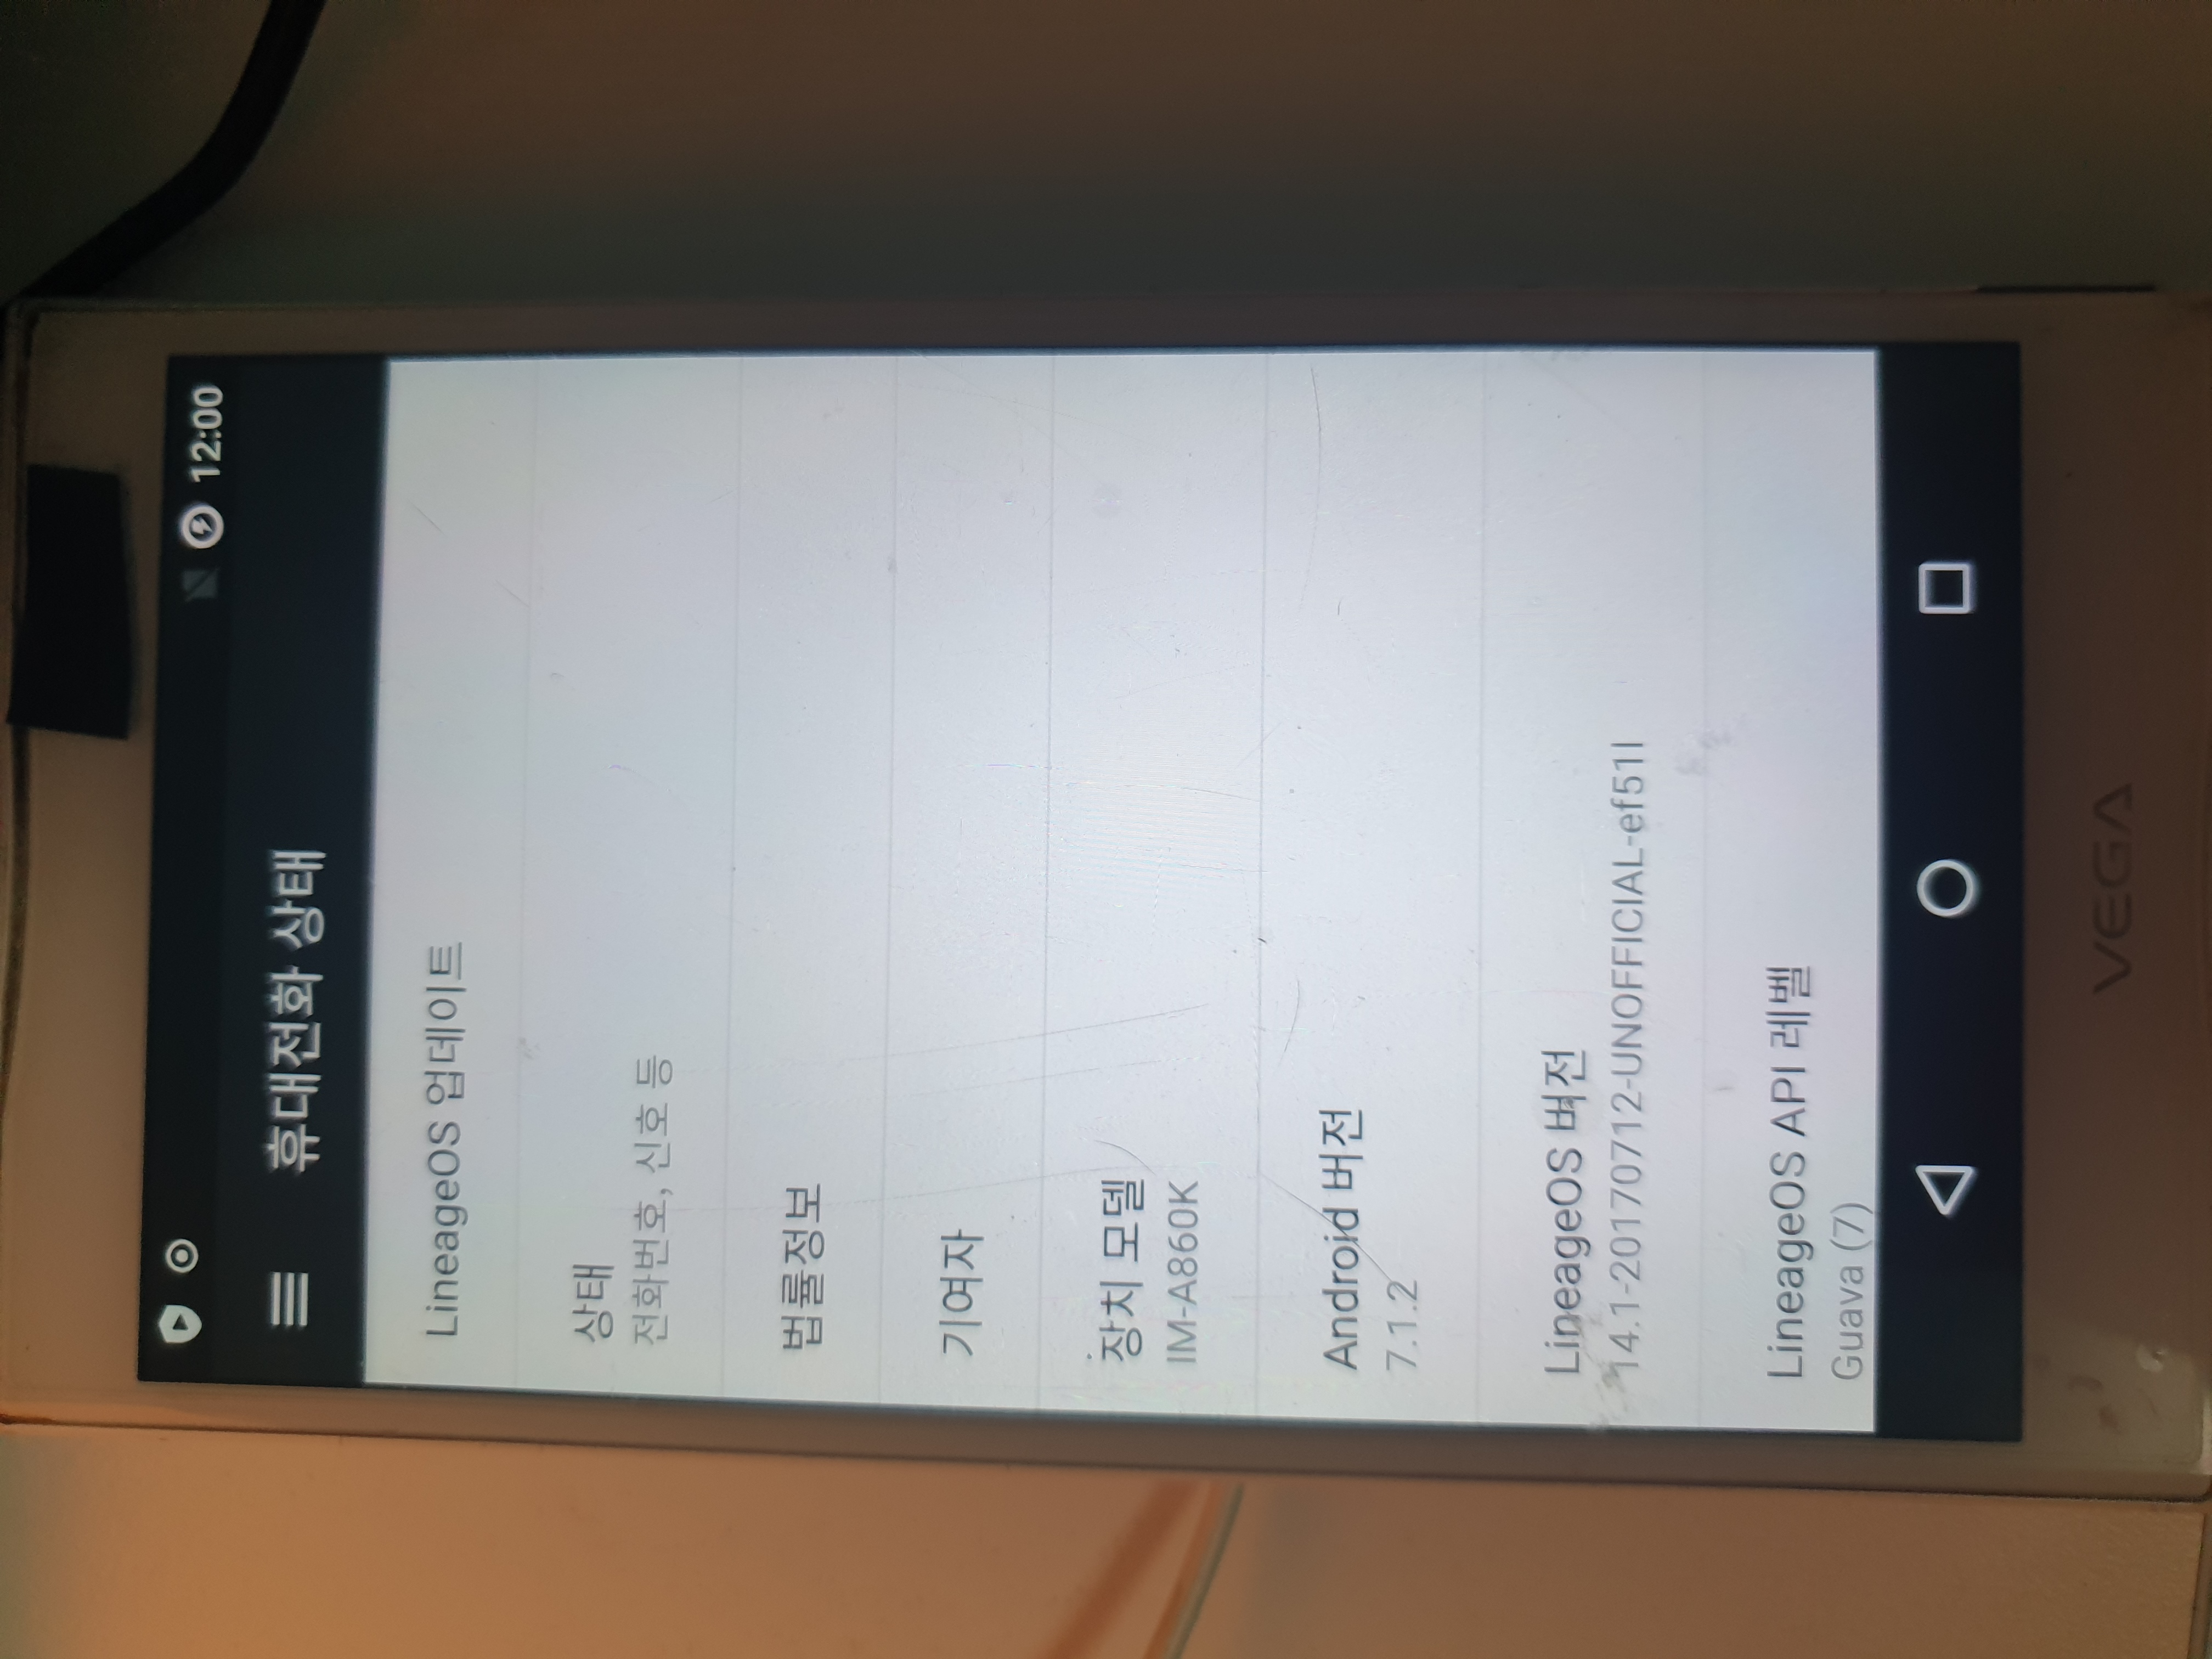 12:00
휴대전화 상태
LineageOS 업데이트
상태
전화번호, 신호 등
법률정보
기여자
장치 모델
IM-A860K
Android 버전
7.1.2
LineageOS 버전
14.1-20170712-UNOFFICIAL-ef51l
LineageOS API 레벨
Guava (7)
VEGA